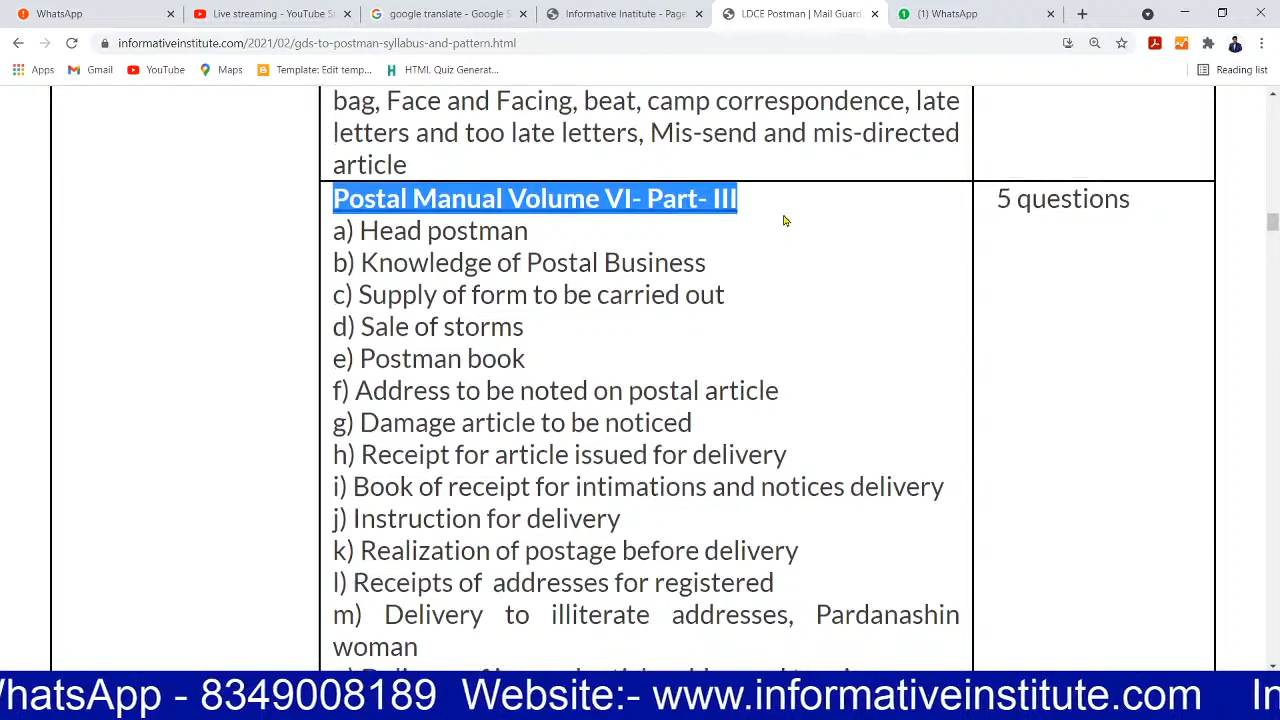 WhatsApp
Live streaming - YouTube S
google translate - Google S
Informative Institute - Page
LDCE Postman | Mail Guard
(1) WhatsApp
informativeinstitute.com/2021/02/gds-to-postman-syllabus-and-pattern.html
Apps
Gmail
YouTube
Maps
Template: Edit temp...
HTML Quiz Generat...
Reading list
bag, Face and Facing, beat, camp correspondence, late
letters and too late letters, Mis-send and mis-directed
article
Postal Manual Volume VI- Part- III
5 questions
a) Head postman
b) Knowledge of Postal Business
c) Supply of form to be carried out
d) Sale of storms
e) Postman book
f) Address to be noted on postal article
g) Damage article to be noticed
h) Receipt for article issued for delivery
i) Book of receipt for intimations and notices delivery
j) Instruction for delivery
k) Realization of postage before delivery
l) Receipts of addresses for registered
m) Delivery to illiterate addresses, Pardanashin
woman
WhatsApp - 8349008189 Website:- www.informativeinstitute.com In